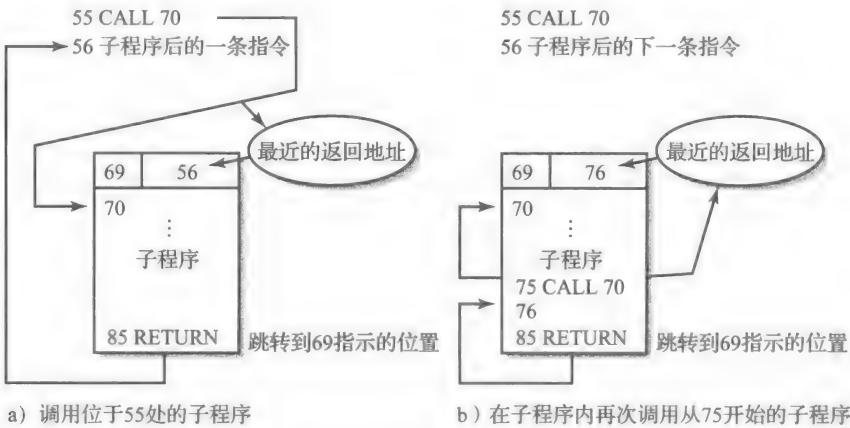 55 CALL 70
56 子程序后的一条指令
最近的返回地址
69 56
70
⋮
子程序
85 RETURN
跳转到69指示的位置
a）调用位于55处的子程序
55 CALL 70
56 子程序后的下一条指令
最近的返回地址
69 76
70
⋮
子程序
75 CALL 70
76
85 RETURN
跳转到69指示的位置
b）在子程序内再次调用从75开始的子程序